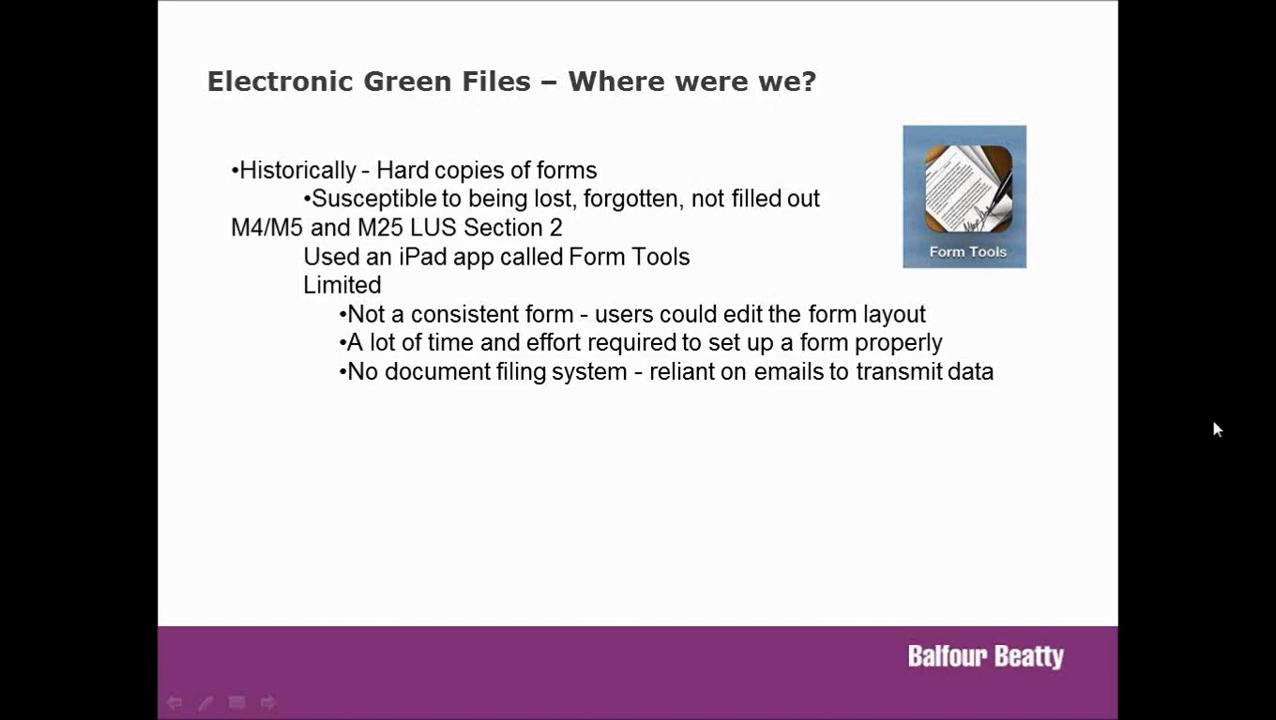 Electronic Green Files – Where were we?
•Historically - Hard copies of forms
•Susceptible to being lost, forgotten, not filled out
M4/M5 and M25 LUS Section 2
Used an iPad app called Form Tools
Limited
•Not a consistent form - users could edit the form layout
•A lot of time and effort required to set up a form properly
•No document filing system - reliant on emails to transmit data
Form Tools
Balfour Beatty